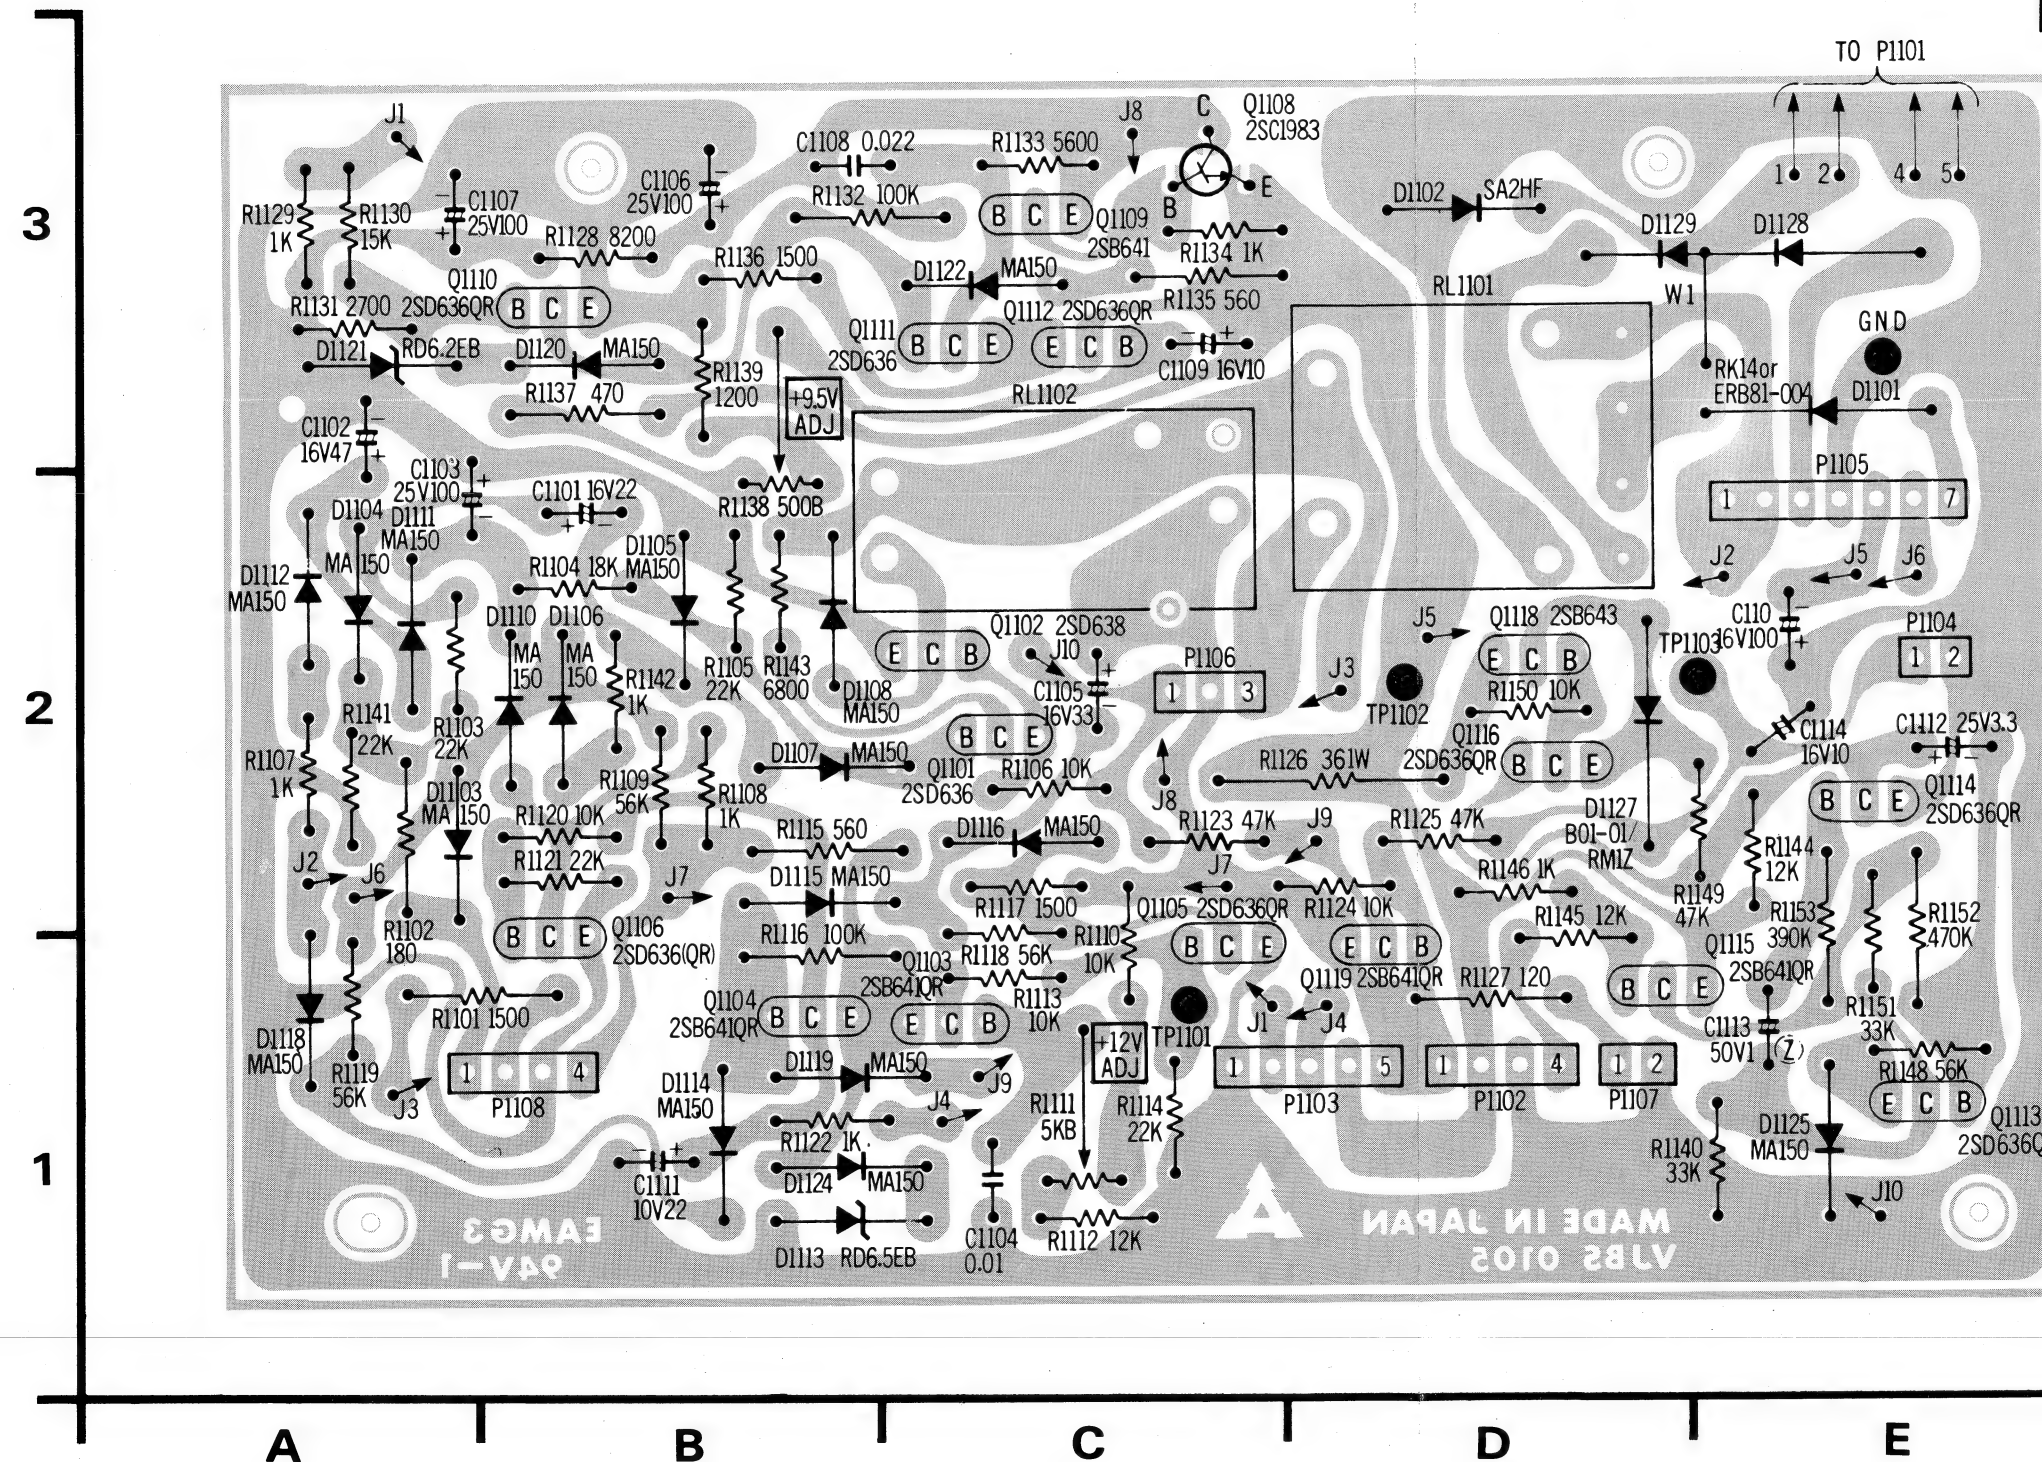 TO P1101
J1
J8
C
Q1108
2SC1983
C1108 0.022
R1133 5600
1 2 4 5
C1107
25V100
C1106
25V100
R1132 100K
B C E
Q1109
2SB641
B
E
D1102 SA2HF
R1129
1K
R1130
15K
R1128 8200
R1134 1K
D1129
D1128
3
R1136 1500
D1122 MA150
R1135 560
RL1101
W1
Q1110
2SD636QR
B C E
R1131 2700
Q1112 2SD636QR
Q1111
2SD636
B C E
E C B
C1109 16V10
GND
D1121 RD6.2EB
D1120 MA150
R1137 470
R1139
1200
+9.5V
ADJ
RL1102
RK14or
ERB81-004
D1101
C1102
16V47
C1103
25V100
C1101 16V22
R1138 500B
P1105
1 7
D1104
MA150
D1111
MA150
D1112
MA150
R1104 18K
D1105
MA150
J2
J5
J6
D1110
MA
150
D1106
MA
150
R1142
1K
R1105
22K
R1143
6800
D1108
MA150
Q1102 2SD638
E C B
J10
C1105
16V33
P1106
1 3
J3
J5
Q1118 2SB643
E C B
TP1102
TP1103
C110
16V100
P1104
1 2
R1150 10K
2
R1107
1K
R1141
22K
R1103
22K
B C E
Q1101
2SD636
Q1116
2SD636QR
B C E
C1114
16V10
C1112 25V3.3
D1103
MA150
R1109
56K
R1108
1K
D1107 MA150
R1106 10K
J8
R1126 361W
D1127
B01-01/
RM1Z
B C E
Q1114
2SD636QR
R1120 10K
R1115 560
D1116 MA150
R1123 47K
J9
R1125 47K
R1144
12K
J2
J6
R1121 22K
J7
D1115 MA150
R1117 1500
J7
R1146 1K
R1149
47K
Q1105 2SD636QR
R1124 10K
R1145 12K
R1153
390K
R1152
470K
R1102
180
B C E
Q1106
2SD636(QR)
R1116 100K
R1118 56K
R1110
10K
B C E
E C B
Q1103
2SB641QR
Q1119 2SB641QR
R1127 120
B C E
Q1115
2SB641QR
R1101 1500
Q1104
2SB641QR
B C E
E C B
R1113
10K
TP1101
J1
J4
R1151
33K
D1118
MA150
R1119
56K
J3
1 4
P1108
D1114
MA150
D1119 MA150
J9
+12V
ADJ
1 5
P1103
1 4
P1102
1 2
P1107
C1113
50V1
(Z)
R1148 56K
E C B
Q1113
2SD636Q
J4
R1122 1K
R1111
5KB
R1114
22K
D1125
MA150
1
C1111
10V22
D1124 MA150
R1140
33K
J10
D1113 RD6.5EB
C1104
0.01
R1112 12K
EAMG3
94V-1
MADE IN JAPAN
VJBS 0105
A B C D E